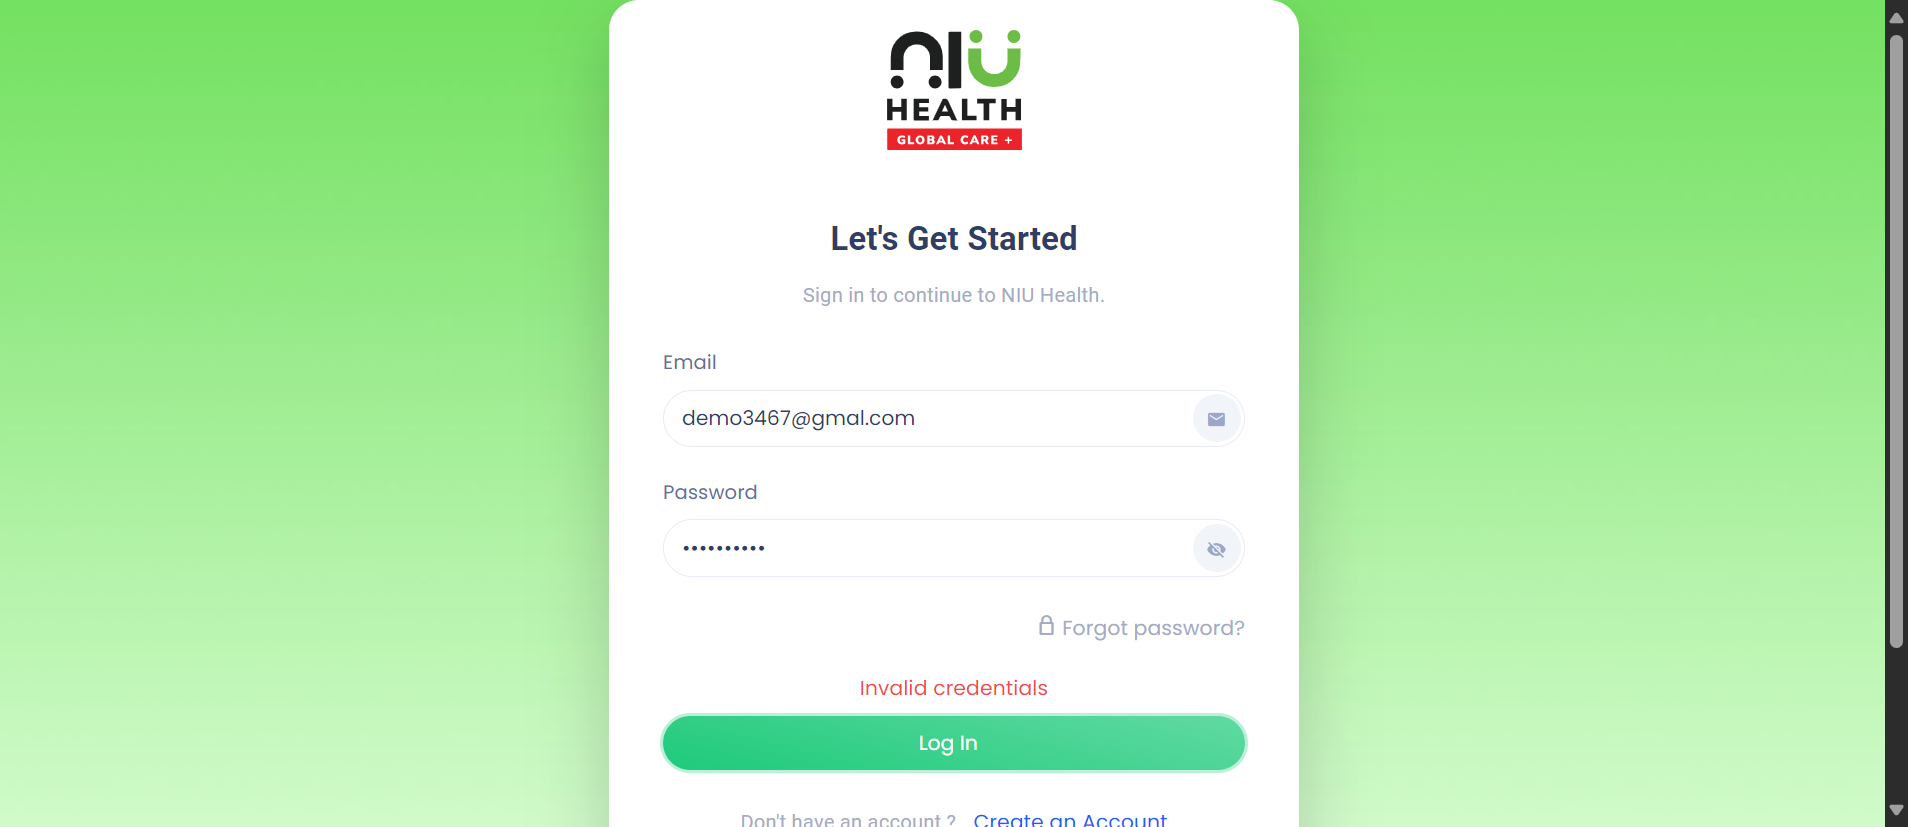 NIU
HEALTH
GLOBAL CARE +
Let's Get Started
Sign in to continue to NIU Health.
Email
demo3467@gmal.com
Password
••••••••••
Forgot password?
Invalid credentials
Log In
Don't have an account ? Create an Account